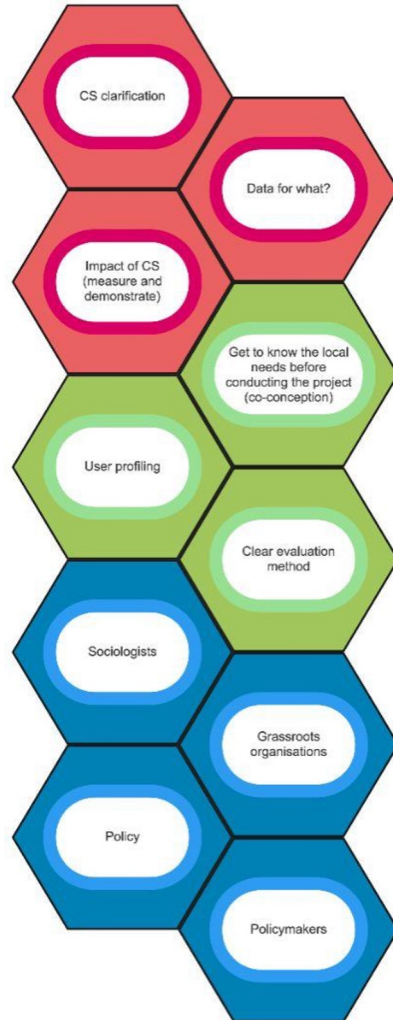 CS clarification
Data for what?
Impact of CS
(measure and
demonstrate)
Get to know the local
needs before
conducting the project
(co-conception)
User profiling
Clear evaluation
method
Sociologists
Grassroots
organisations
Policy
Policymakers